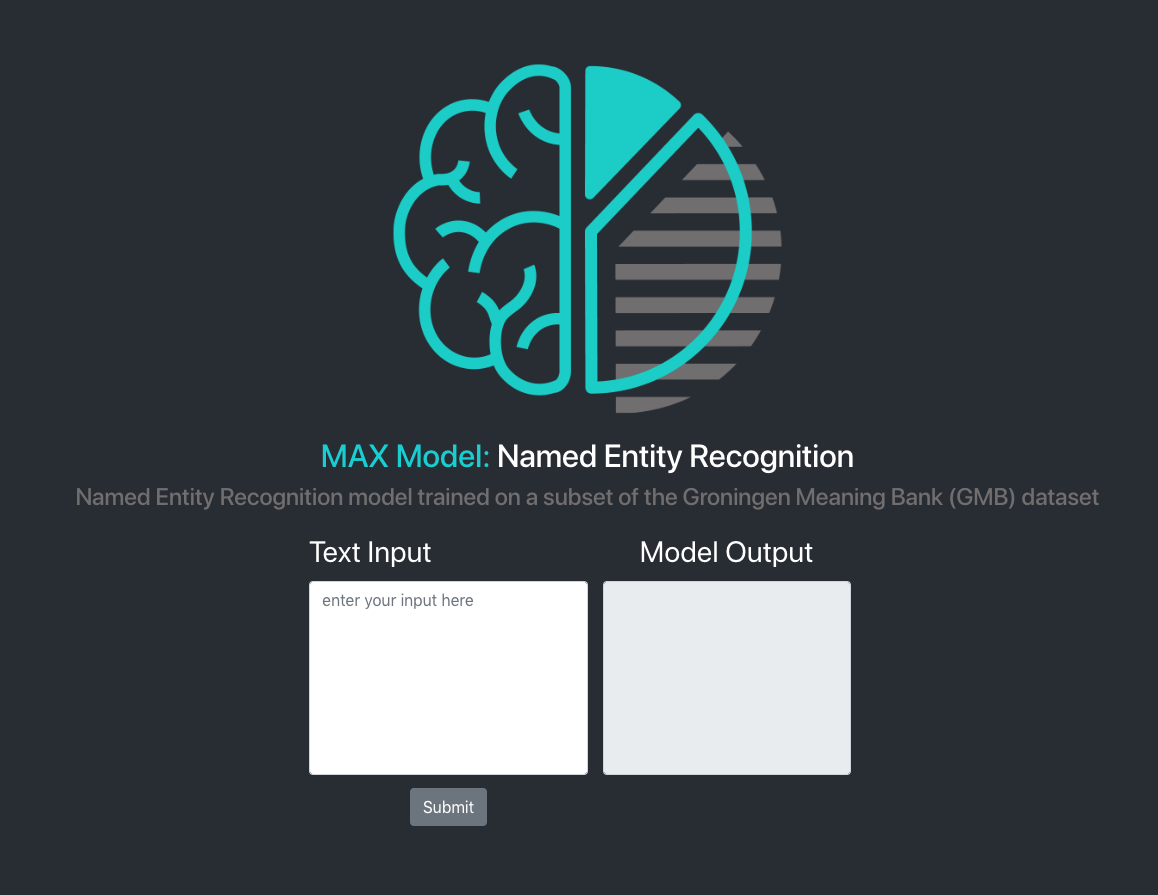 MAX Model: Named Entity Recognition
Named Entity Recognition model trained on a subset of the Groningen Meaning Bank (GMB) dataset
Text Input
Model Output
enter your input here
Submit